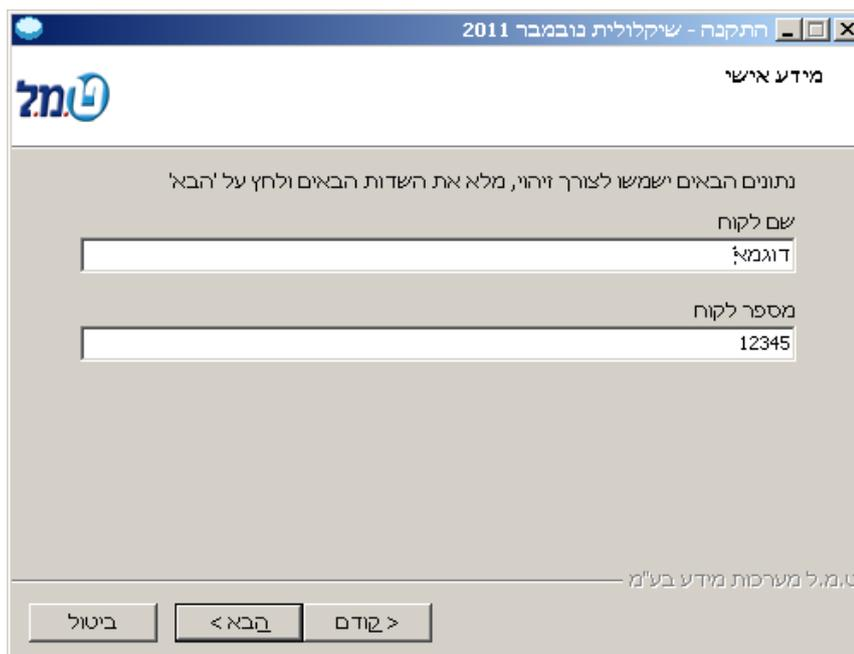 התקנה - שיקלולית נובמבר 2011
מידע אישי
ט.מ.ל
נתונים הבאים ישמשו לצורך זיהוי, מלא את השדות הבאים ולחץ על 'הבא'
שם לקוח
דוגמא
מספר לקוח
12345
ט.מ.ל מערכות מידע בע"מ
< קודם
הבא >
ביטול